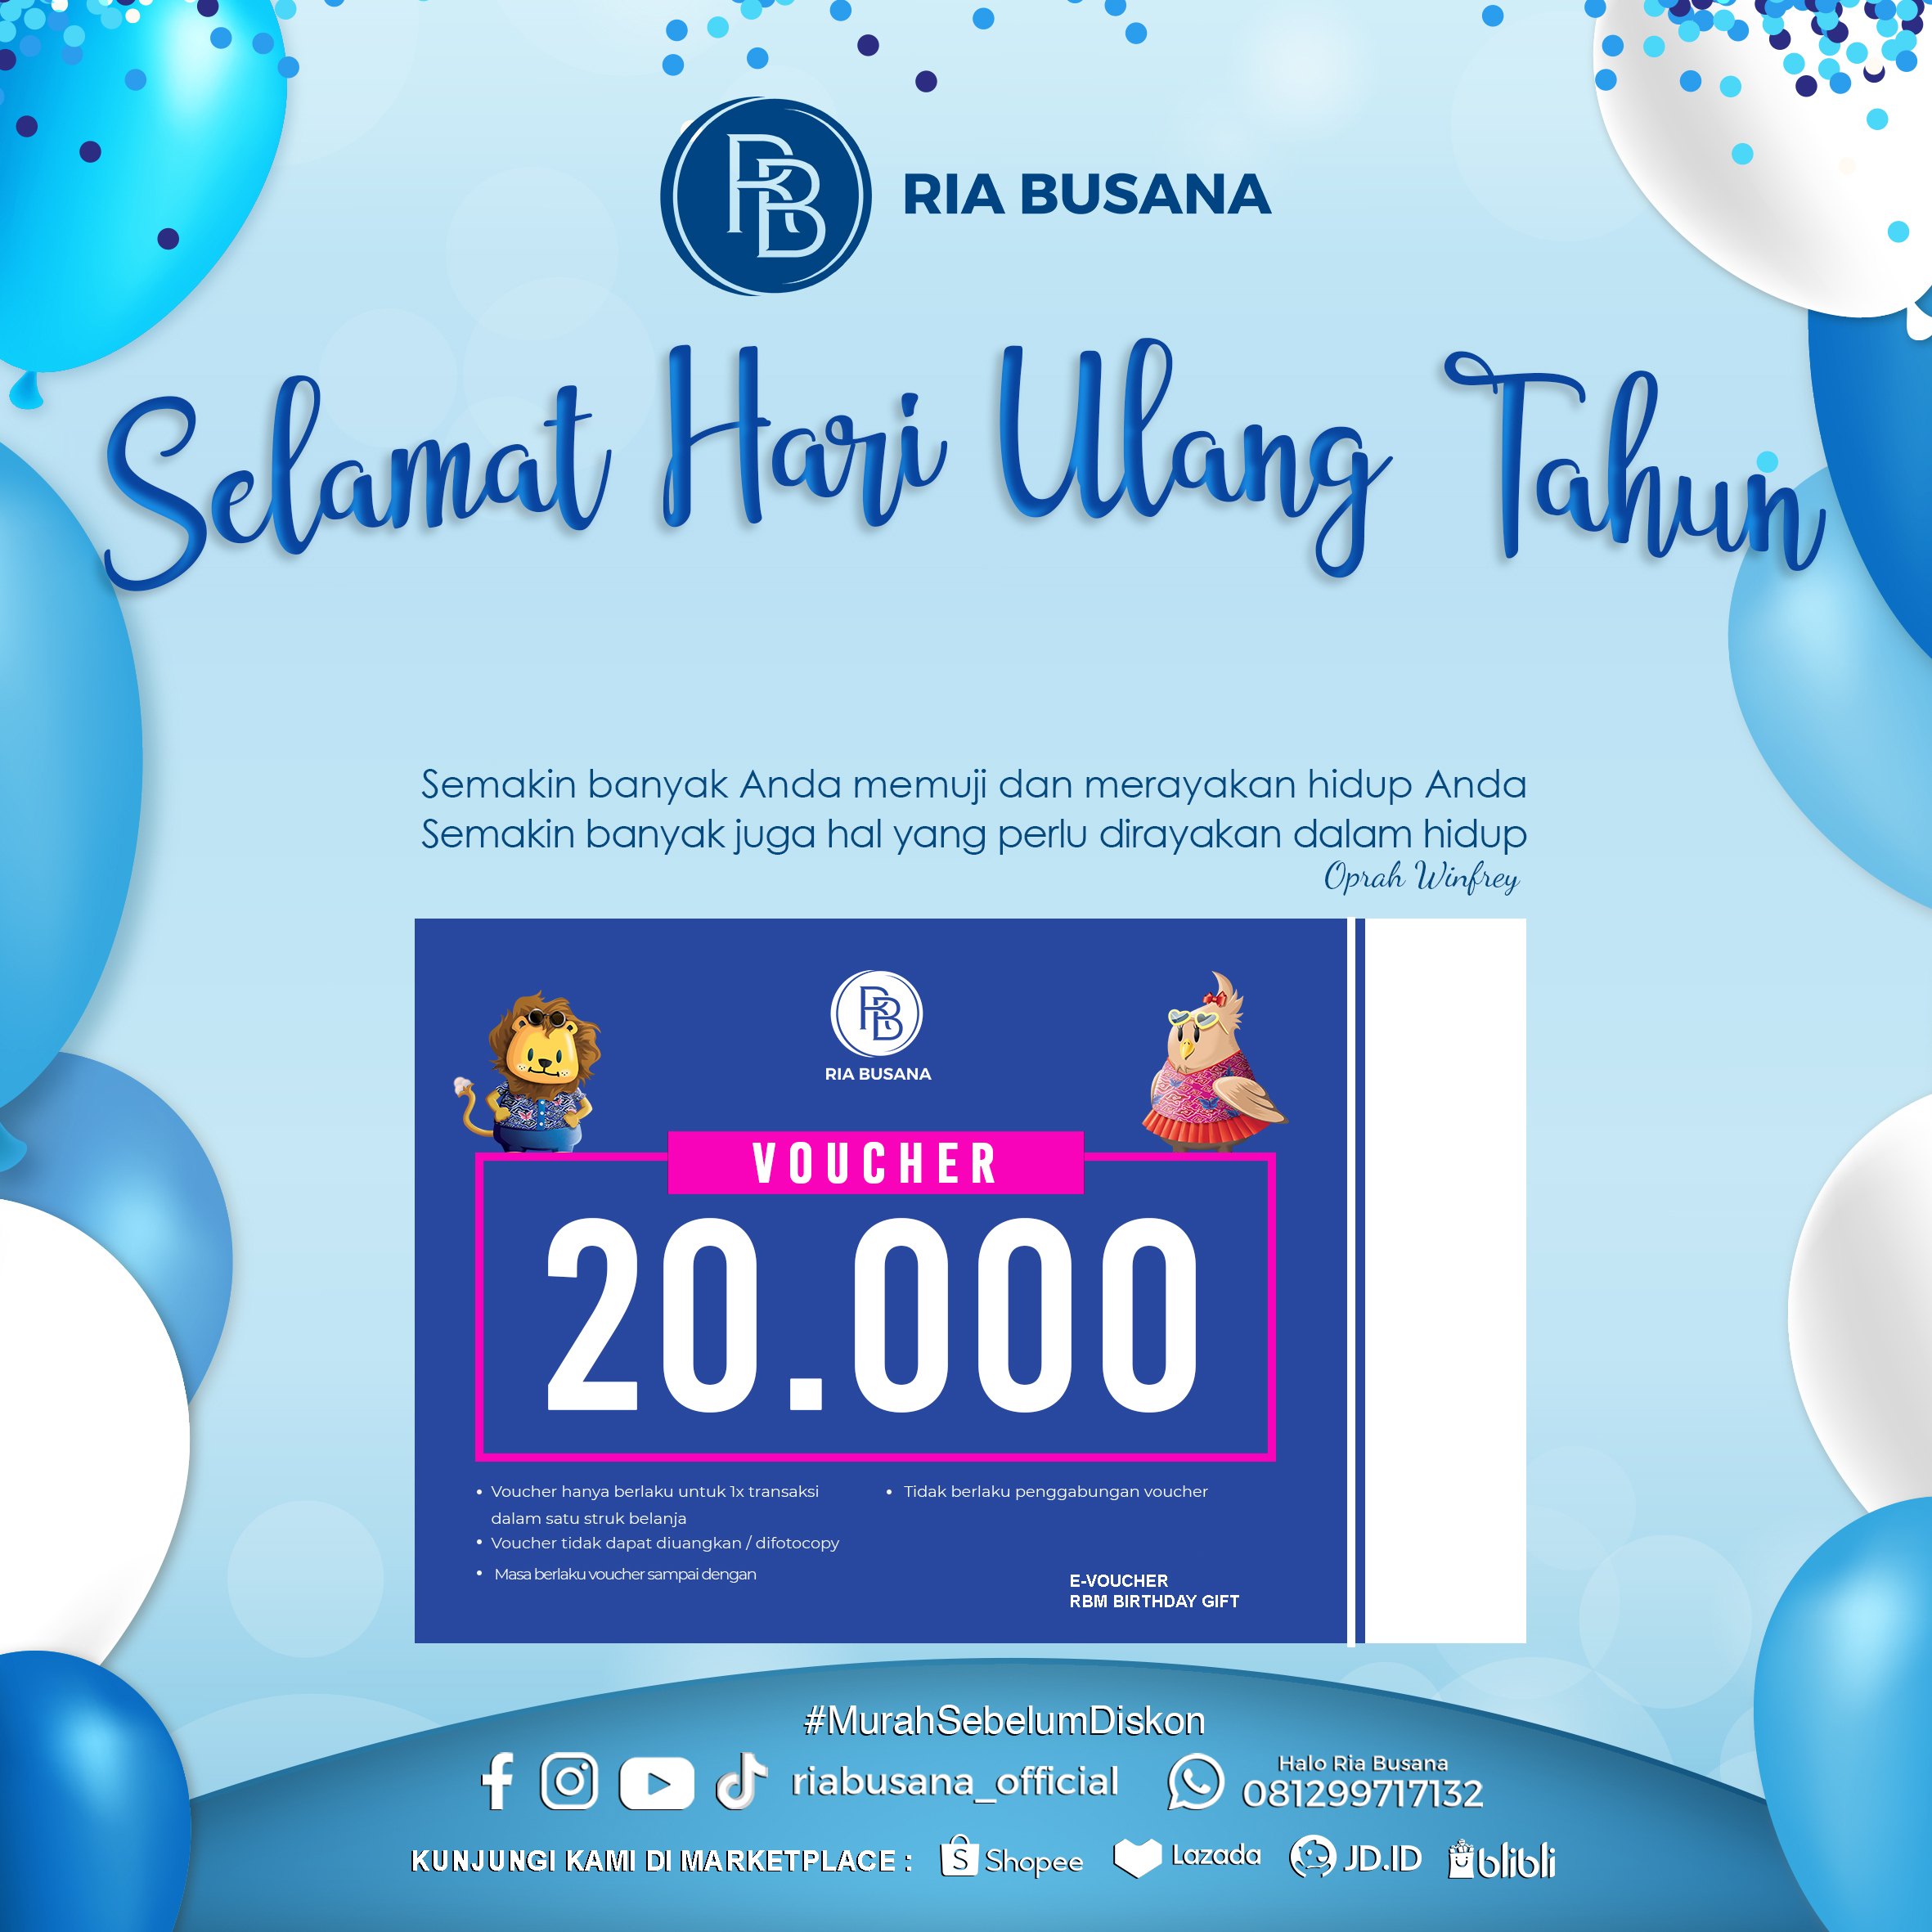 RB
RIA BUSANA
Selamat Hari Ulang Tahun
Semakin banyak Anda memuji dan merayakan hidup Anda
Semakin banyak juga hal yang perlu dirayakan dalam hidup
Oprah Winfrey
RB
RIA BUSANA
VOUCHER
20.000
• Voucher hanya berlaku untuk 1x transaksi
dalam satu struk belanja
• Voucher tidak dapat diuangkan / difotocopy
• Masa berlaku voucher sampai dengan
• Tidak berlaku penggabungan voucher
E-VOUCHER
RBM BIRTHDAY GIFT
#MurahSebelumDiskon
riabusana_official
Halo Ria Busana
081299717132
KUNJUNGI KAMI DI MARKETPLACE : Shopee Lazada JD.ID blibli